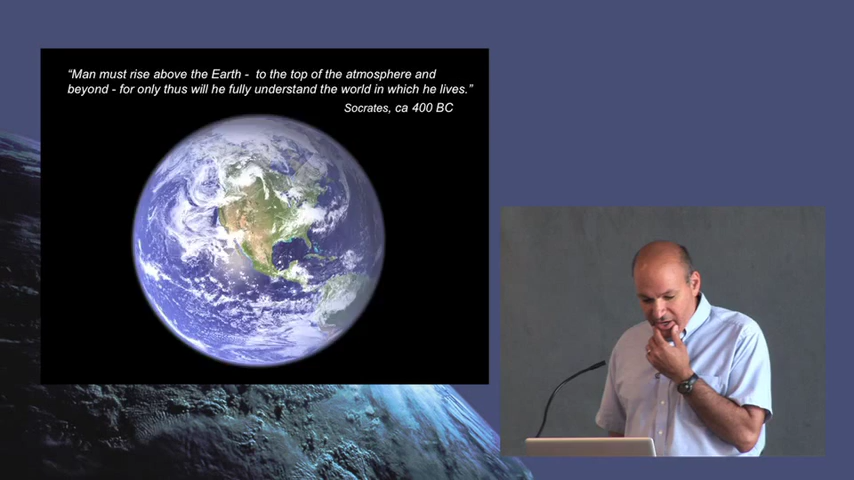 “Man must rise above the Earth - to the top of the atmosphere and
beyond - for only thus will he fully understand the world in which he lives.”
Socrates, ca 400 BC